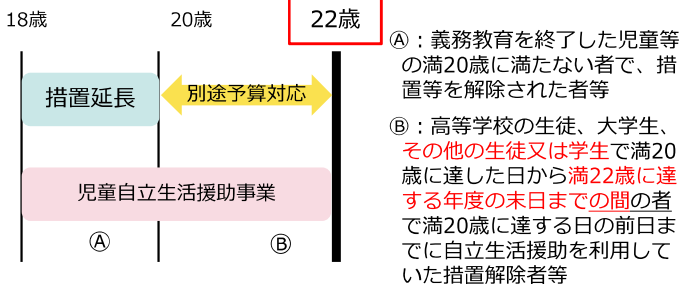 18歳
20歳
22歳
措置延長
別途予算対応
児童自立生活援助事業
Ⓐ
Ⓑ
Ⓐ：義務教育を終了した児童等
の満20歳に満たない者で、措
置等を解除された者等
Ⓑ：高等学校の生徒、大学生、
その他の生徒又は学生で満20
歳に達した日から満22歳に達
する年度の末日までの間の者
で満20歳に達する日の前日ま
でに自立生活援助を利用して
いた措置解除者等